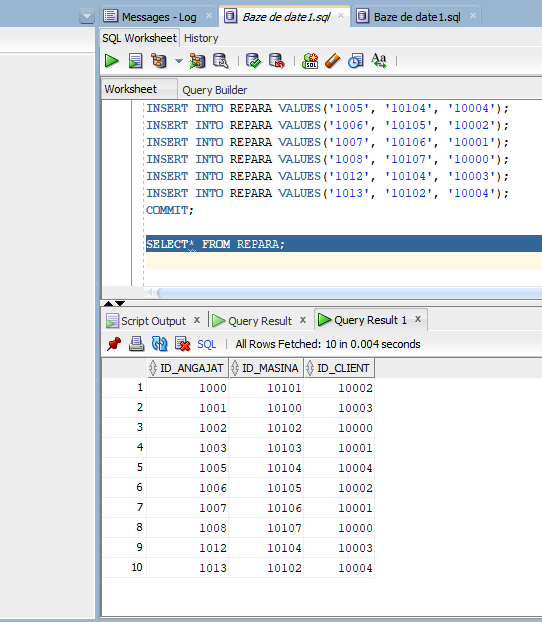 Messages - Log × Baze de date1.sql × Baze de date1.sql ×
SQL Worksheet History
Worksheet Query Builder
INSERT INTO REPARA VALUES('1005', '10104', '10004');
INSERT INTO REPARA VALUES('1006', '10105', '10002');
INSERT INTO REPARA VALUES('1007', '10106', '10001');
INSERT INTO REPARA VALUES('1008', '10107', '10000');
INSERT INTO REPARA VALUES('1012', '10104', '10003');
INSERT INTO REPARA VALUES('1013', '10102', '10004');
COMMIT;
SELECT* FROM REPARA;
Script Output x Query Result x Query Result 1 x
SQL | All Rows Fetched: 10 in 0.004 seconds
ID_ANGAJAT ID_MASINA ID_CLIENT
1 1000 10101 10002
2 1001 10100 10003
3 1002 10102 10000
4 1003 10103 10001
5 1005 10104 10004
6 1006 10105 10002
7 1007 10106 10001
8 1008 10107 10000
9 1012 10104 10003
10 1013 10102 10004